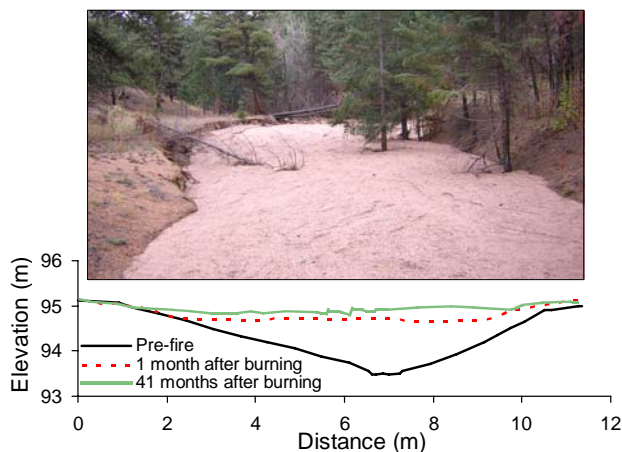 96
95
94
93
Elevation (m)
Pre-fire
1 month after burning
41 months after burning
0
2
4
6
8
10
12
Distance (m)